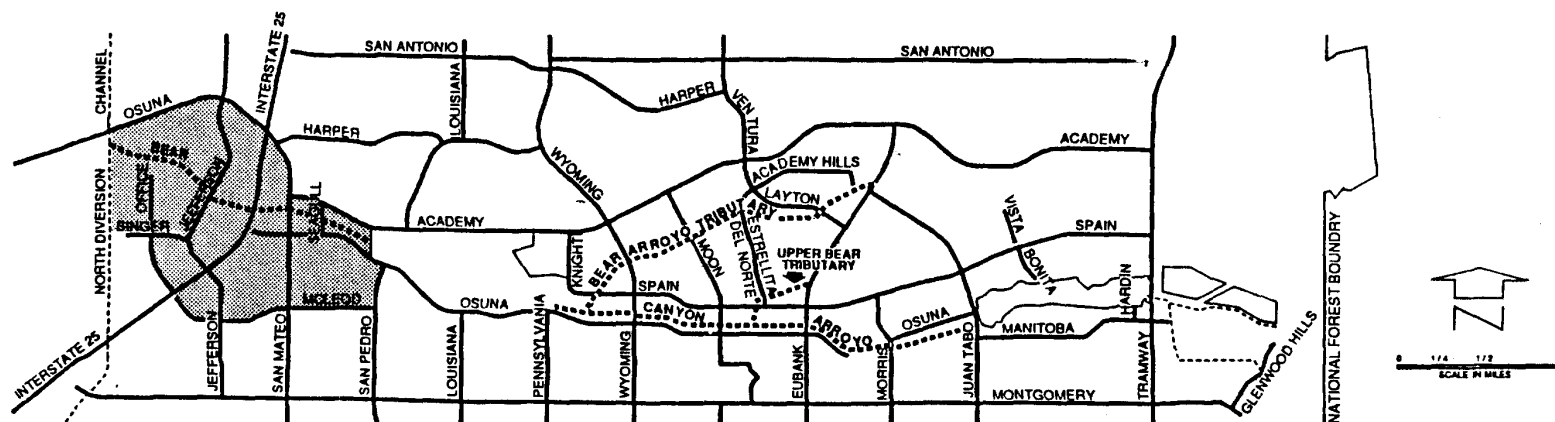 SAN ANTONIO
SAN ANTONIO
INTERSTATE 25
CHANNEL
OSUNA
LOUISIANA
HARPER
VENTURA
HARPER
ACADEMY
BEAR
WYOMING
ACADEMY HILLS
OFFICE
JEFFERSON
LAYTON
SEAGULL
ACADEMY
BEAR ARROYO TRIBUTARY
VISTA
BONITA
SPAIN
SINGER
MOON
ESTRELLITA
DEL NORTE
UPPER BEAR
TRIBUTARY
KNIGHT
NORTH DIVERSION
SPAIN
HARDIN
MCLEOD
OSUNA
CANYON
ARROYO
OSUNA
MANITOBA
INTERSTATE 25
JEFFERSON
SAN MATEO
SAN PEDRO
LOUISIANA
PENNSYLVANIA
WYOMING
EUBANK
MORRIS
JUAN TABO
MONTGOMERY
TRAMWAY
GLENWOOD HILLS
NATIONAL FOREST BOUNDRY
N
0 1/4 1/2
SCALE IN MILES